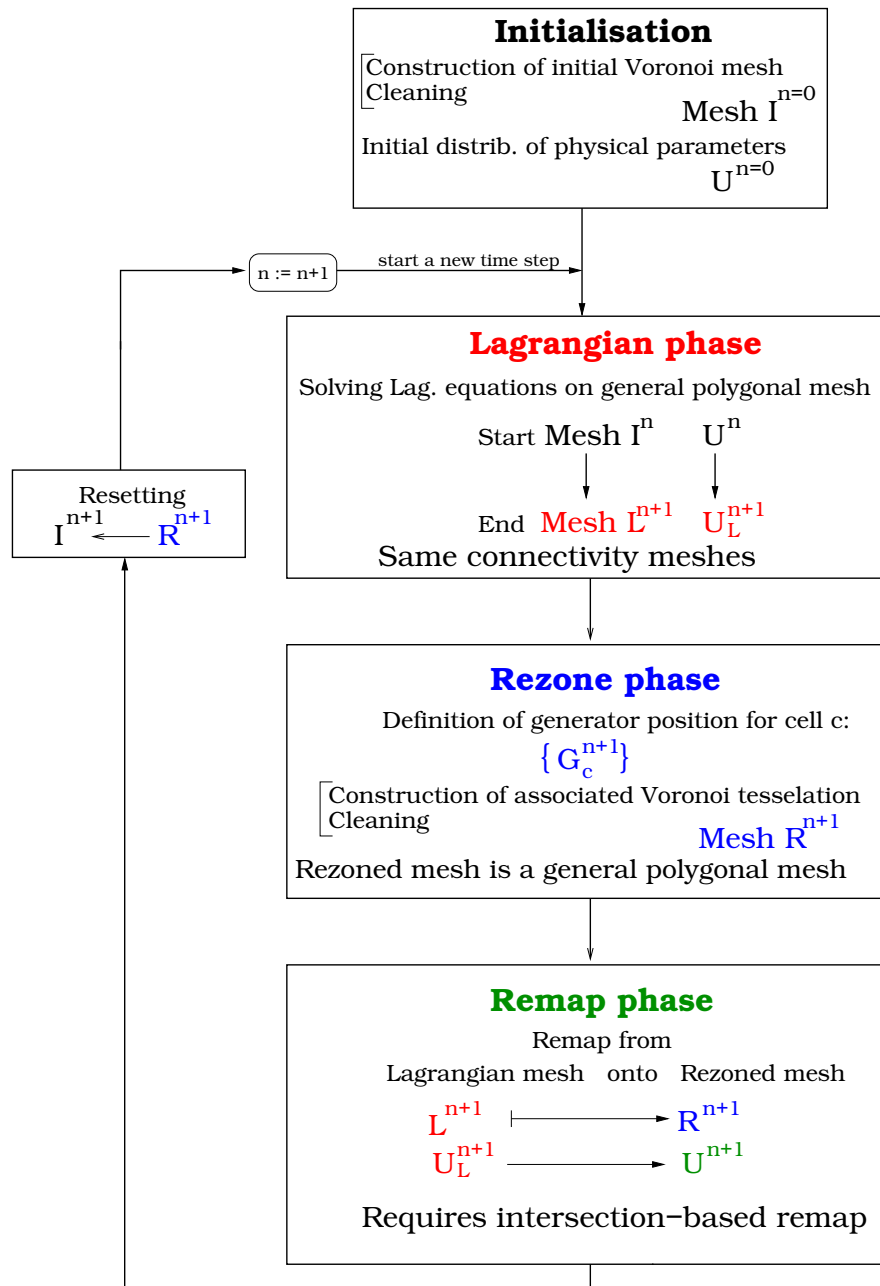 Initialisation
Construction of initial Voronoi mesh
Cleaning
Mesh I^{n=0}
Initial distrib. of physical parameters
U^{n=0}
n := n+1
start a new time step
Lagrangian phase
Solving Lag. equations on general polygonal mesh
Start Mesh I^n U^n
End Mesh L^{n+1} U_L^{n+1}
Same connectivity meshes
Resetting
I^{n+1} ← R^{n+1}
Rezone phase
Definition of generator position for cell c:
{G_c^{n+1}}
Construction of associated Voronoi tesselation
Cleaning
Mesh R^{n+1}
Rezoned mesh is a general polygonal mesh
Remap phase
Remap from
Lagrangian mesh onto Rezoned mesh
L^{n+1} ↦ R^{n+1}
U_L^{n+1} → U^{n+1}
Requires intersection−based remap